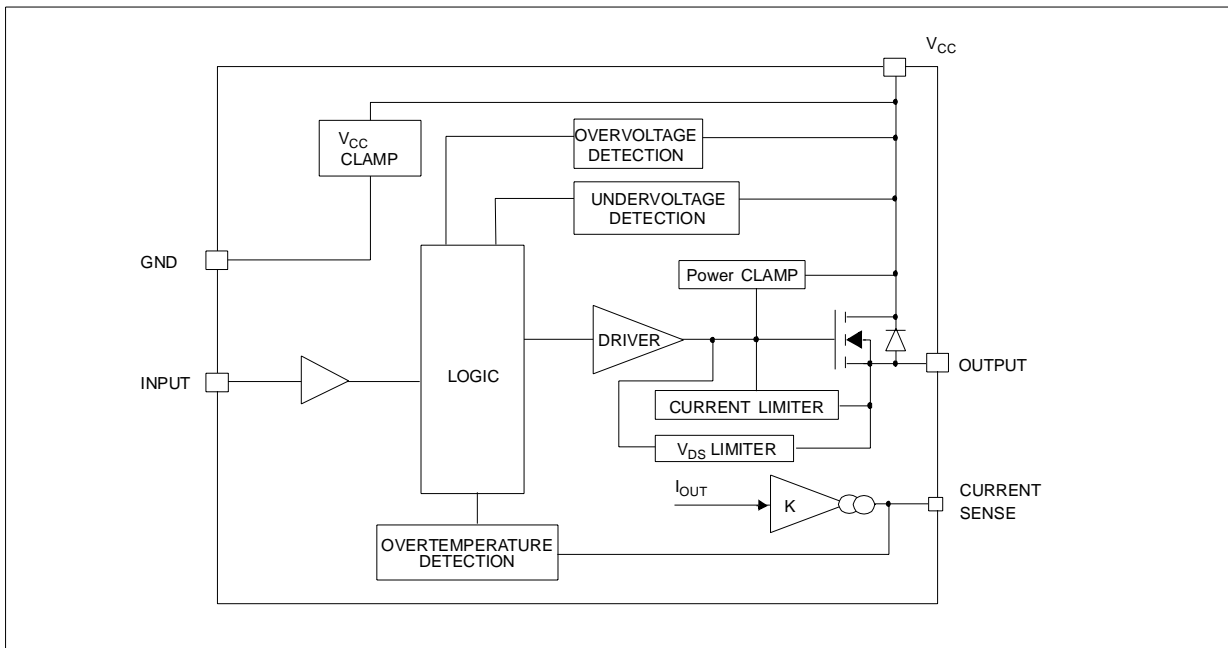 VCC
VCC
CLAMP
OVERVOLTAGE
DETECTION
UNDERVOLTAGE
DETECTION
GND
Power CLAMP
DRIVER
LOGIC
INPUT
OUTPUT
CURRENT LIMITER
VDS LIMITER
IOUT
K
CURRENT
SENSE
OVERTEMPERATURE
DETECTION